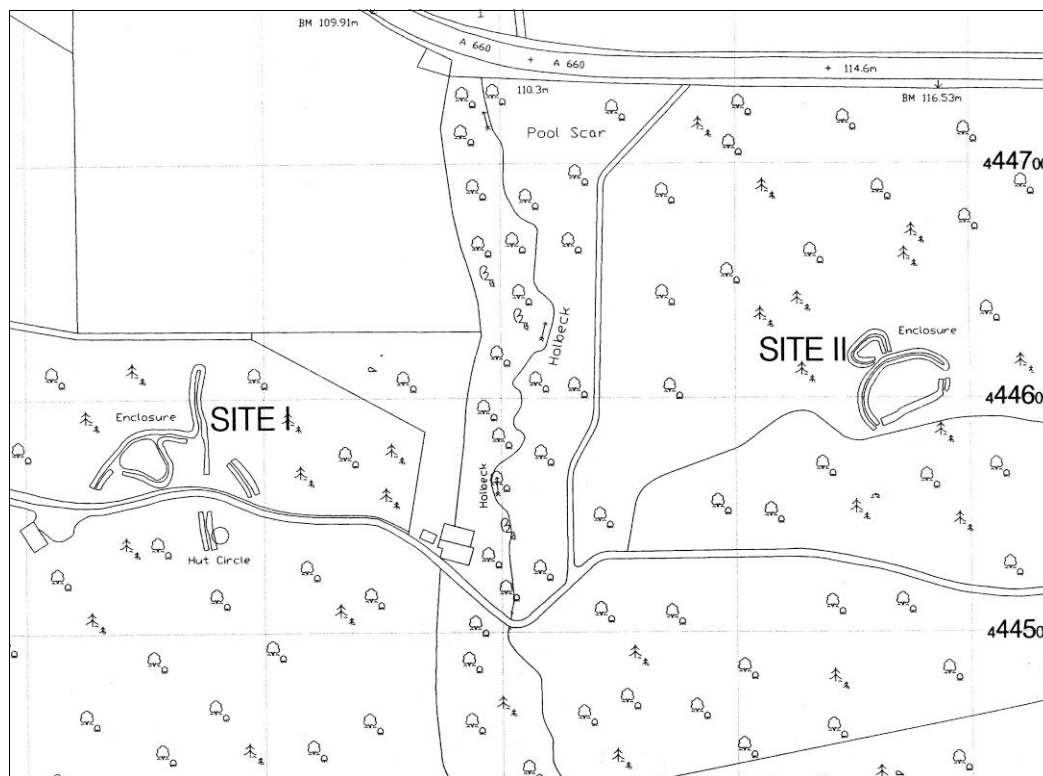 BM 109.91m
A 660
+ A 660
+ 114.6m
110.3m
BM 116.53m
Pool Scar
444700
Holbeck
Enclosure
SITE II
444600
Enclosure
SITE I
Holbeck
Hut Circle
44450